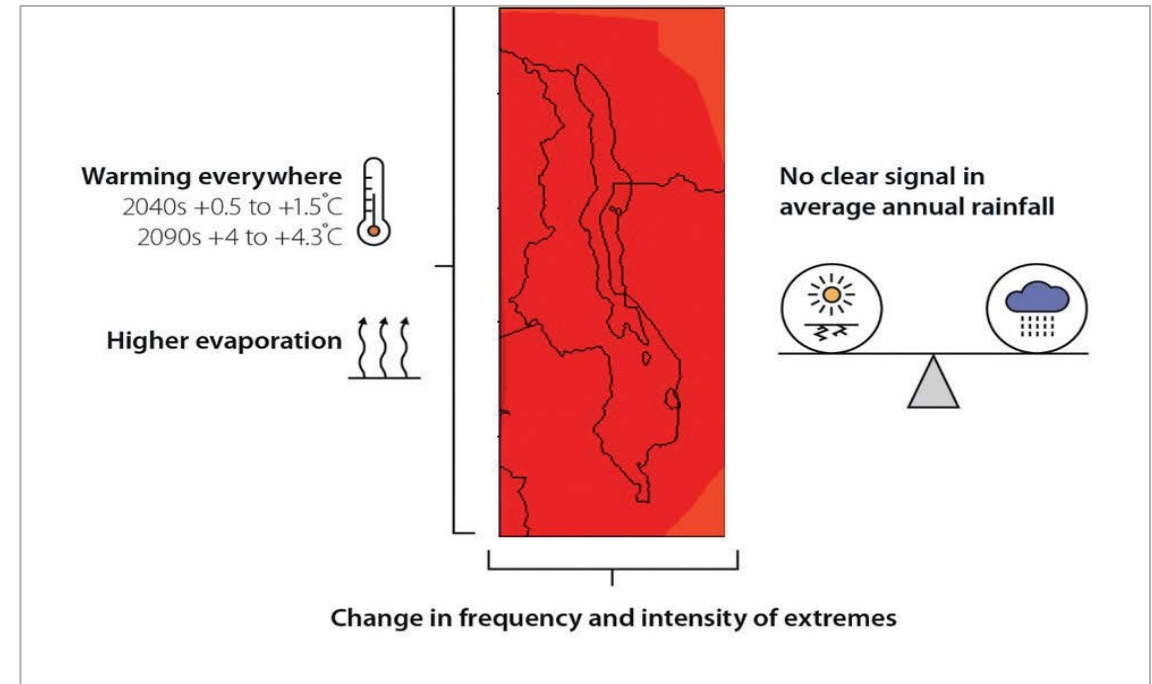 Warming everywhere
2040s +0.5 to +1.5°C
2090s +4 to +4.3°C
Higher evaporation
No clear signal in
average annual rainfall
Change in frequency and intensity of extremes